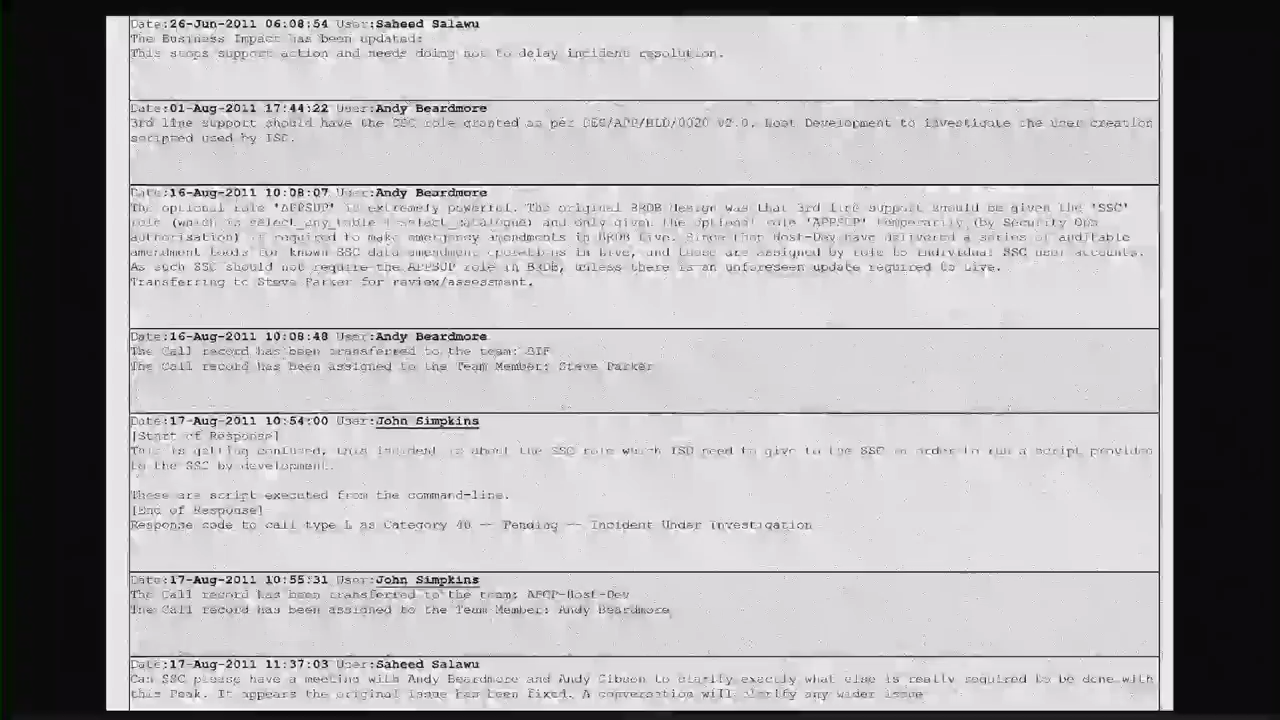 Date:26-Jun-2011 06:08:54 User:Saheed Salawu
The Business Impact has been updated:
This stops support action and needs doing not to delay incident resolution.
Date:01-Aug-2011 17:44:22 User:Andy Beardmore
3rd line support should have the SSC role granted as per DES/APP/HLD/0020 v2.0. Host Development to investigate the user creation
scripted used by ISD.
Date:16-Aug-2011 10:08:07 User:Andy Beardmore
The optional role 'APPSUP' is extremely powerful. The original BRDB design was that 3rd line support should be given the 'SSC'
role (which is select_any_table + select_catalogue) and only given the optional role 'APPSUP' temporarily (by Security Ops
authorisation) if required to make emergency amendments in BRDB Live. Since that Host-Dev have delivered a series of auditable
amendment tools for known SSC data amendment operations in Live, and these are assigned by role to individual SSC user accounts.
As such SSC should not require the APPSUP role in BRDB, unless there is an unforeseen update required to Live.
Transferring to Steve Parker for review/assessment.
Date:16-Aug-2011 10:08:48 User:Andy Beardmore
The Call record has been transferred to the team:
The Call record has been assigned to the Team Member: Steve Parker
Date:17-Aug-2011 10:54:00 User:John Simpkins
[Start of Response]
This is getting confused, this incident is about the SSC role which ISD need to give to the SSC in order to run a script provided
to the SSC by development.
These are script executed from the command-line.
[End of Response]
Response code to call type L as Category 40 -- Pending -- Incident Under Investigation
Date:17-Aug-2011 10:55:31 User:John Simpkins
The Call record has been transferred to the team:
The Call record has been assigned to the Team Member: Andy Beardmore
Date:17-Aug-2011 11:37:03 User:Saheed Salawu
Can SSC please have a meeting with Andy Beardmore and Andy Gibson to clarify exactly what else is really required to be done with
this Peak. It appears the original issue has been fixed. A conversation will clarify any wider issue